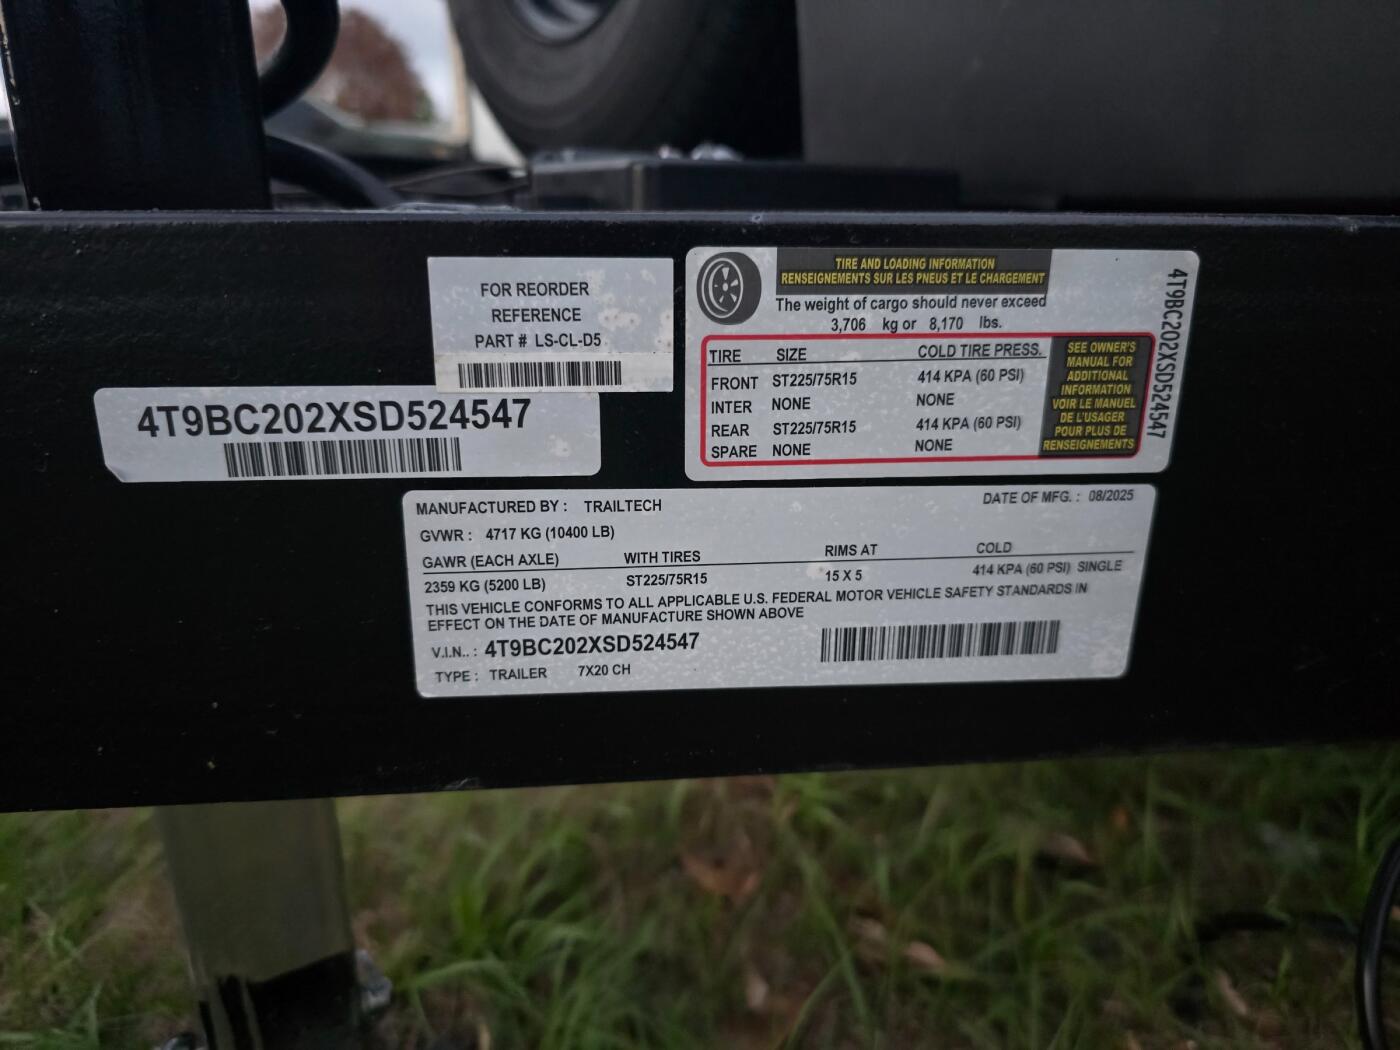 FOR REORDER
REFERENCE
PART # LS-CL-D5
4T9BC202XSD524547
TIRE AND LOADING INFORMATION
RENSEIGNEMENTS SUR LES PNEUS ET LE CHARGEMENT
The weight of cargo should never exceed
3,706 kg or 8,170 lbs.
TIRE SIZE COLD TIRE PRESS.
FRONT ST225/75R15 414 KPA (60 PSI)
INTER NONE NONE
REAR ST225/75R15 414 KPA (60 PSI)
SPARE NONE NONE
SEE OWNER'S
MANUAL FOR
ADDITIONAL
INFORMATION
VOIR LE MANUEL
DE L'USAGER
POUR PLUS DE
RENSEIGNEMENTS
4T9BC202XSD524547
MANUFACTURED BY : TRAILTECH DATE OF MFG. : 08/2025
GVWR : 4717 KG (10400 LB)
GAWR (EACH AXLE) WITH TIRES RIMS AT COLD
2359 KG (5200 LB) ST225/75R15 15 X 5 414 KPA (60 PSI) SINGLE
THIS VEHICLE CONFORMS TO ALL APPLICABLE U.S. FEDERAL MOTOR VEHICLE SAFETY STANDARDS IN
EFFECT ON THE DATE OF MANUFACTURE SHOWN ABOVE
V.I.N.. : 4T9BC202XSD524547
TYPE : TRAILER 7X20 CH